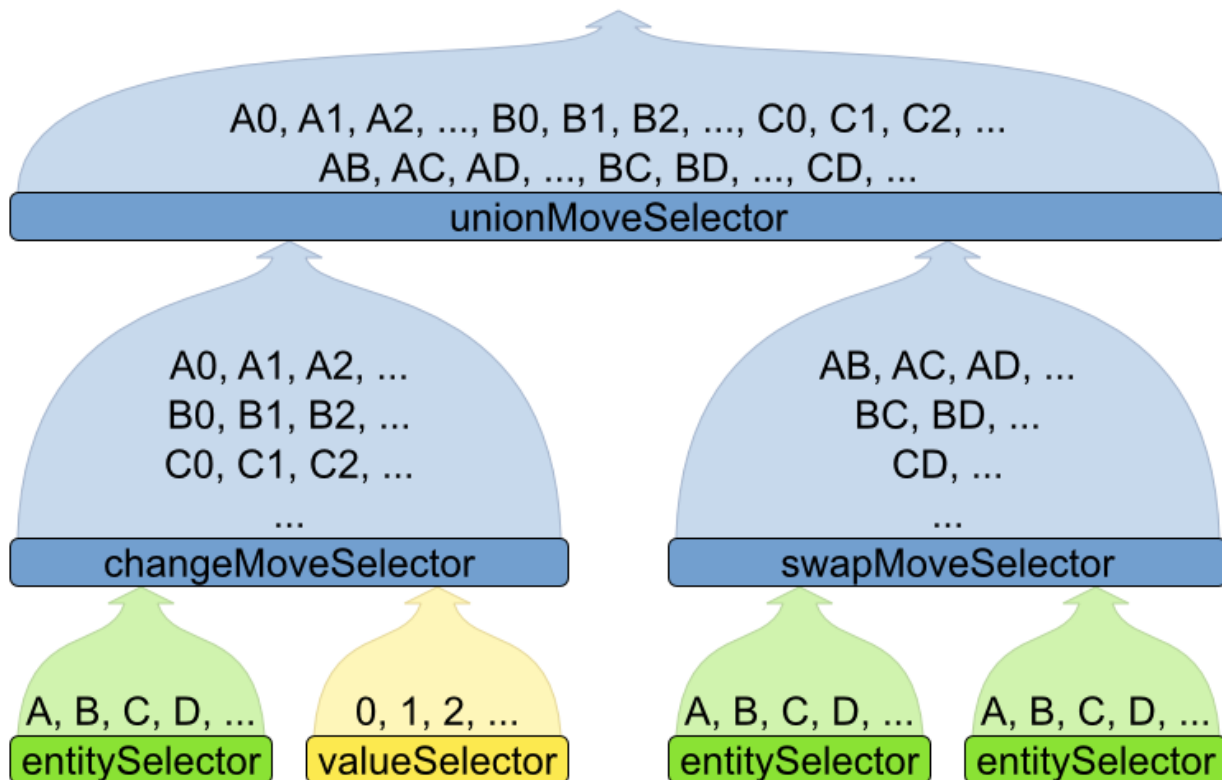 A0, A1, A2, ..., B0, B1, B2, ..., C0, C1, C2, ...
AB, AC, AD, ..., BC, BD, ..., CD, ...
unionMoveSelector
A0, A1, A2, ...
B0, B1, B2, ...
C0, C1, C2, ...
...
changeMoveSelector
AB, AC, AD, ...
BC, BD, ...
CD, ...
...
swapMoveSelector
A, B, C, D, ...
entitySelector
0, 1, 2, ...
valueSelector
A, B, C, D, ...
entitySelector
A, B, C, D, ...
entitySelector